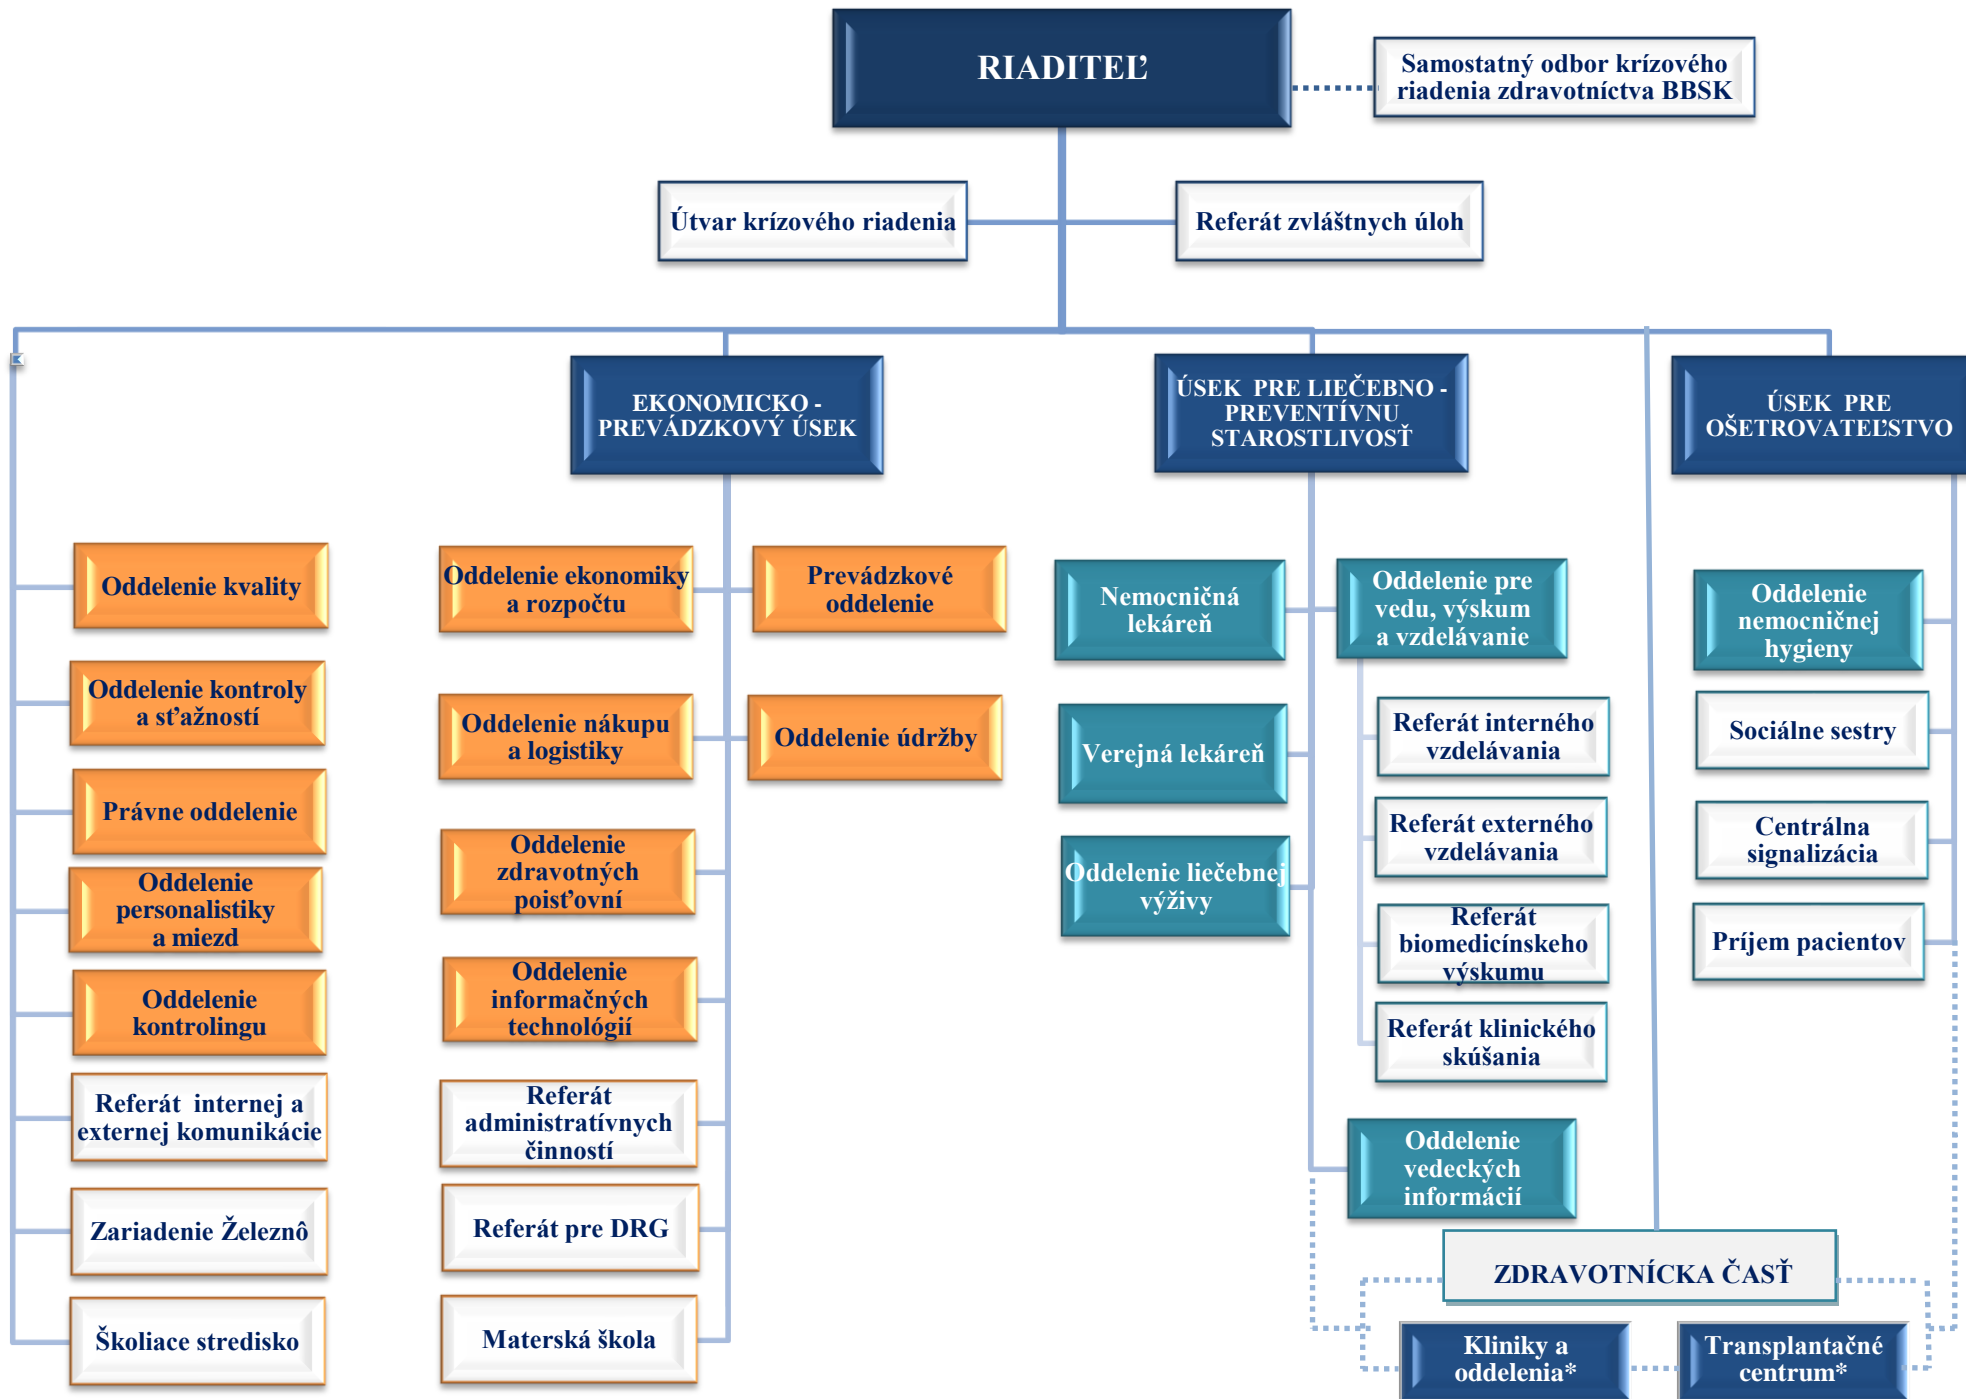 RIADITEĽ
Samostatný odbor krízového
riadenia zdravotníctva BBSK
Útvar krízového riadenia
Referát zvláštnych úloh
EKONOMICKO -
PREVÁDZKOVÝ ÚSEK
ÚSEK PRE LIEČEBNO -
PREVENTÍVNU
STAROSTLIVOSŤ
ÚSEK PRE
OŠETROVATEĽSTVO
Oddelenie kvality
Oddelenie kontroly
a sťažností
Právne oddelenie
Oddelenie
personalistiky
a miezd
Oddelenie
kontrolingu
Referát internej a
externej komunikácie
Zariadenie Železnô
Školiace stredisko
Oddelenie ekonomiky
a rozpočtu
Prevádzkové
oddelenie
Oddelenie nákupu
a logistiky
Oddelenie údržby
Oddelenie
zdravotných
poisťovní
Oddelenie
informačných
technológií
Referát
administratívnych
činností
Referát pre DRG
Materská škola
Nemocničná
lekáreň
Oddelenie pre
vedu, výskum
a vzdelávanie
Verejná lekáreň
Oddelenie liečebnej
výživy
Referát interného
vzdelávania
Referát externého
vzdelávania
Referát
biomedicínskeho
výskumu
Referát klinického
skúšania
Oddelenie
vedeckých
informácií
Oddelenie
nemocničnej
hygieny
Sociálne sestry
Centrálna
signalizácia
Príjem pacientov
ZDRAVOTNÍCKA ČASŤ
Kliniky a
oddelenia*
Transplantačné
centrum*